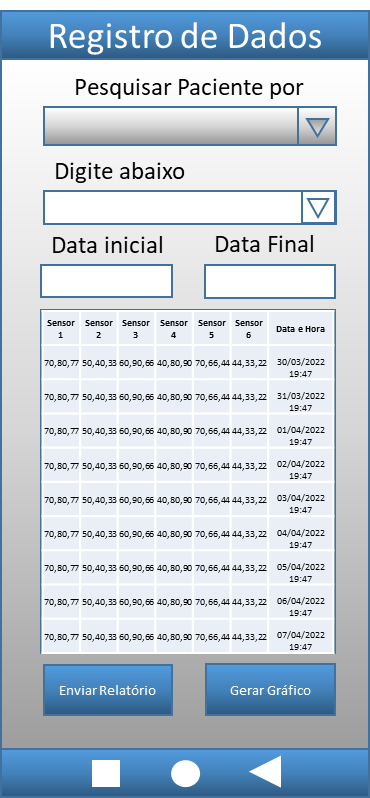 Registro de Dados
Pesquisar Paciente por
Digite abaixo
Data inicial Data Final
Sensor 1 Sensor 2 Sensor 3 Sensor 4 Sensor 5 Sensor 6 Data e Hora
70,80,77 50,40,33 60,90,66 40,80,90 70,66,44 44,33,22 30/03/2022 19:47
70,80,77 50,40,33 60,90,66 40,80,90 70,66,44 44,33,22 31/03/2022 19:47
70,80,77 50,40,33 60,90,66 40,80,90 70,66,44 44,33,22 01/04/2022 19:47
70,80,77 50,40,33 60,90,66 40,80,90 70,66,44 44,33,22 02/04/2022 19:47
70,80,77 50,40,33 60,90,66 40,80,90 70,66,44 44,33,22 03/04/2022 19:47
70,80,77 50,40,33 60,90,66 40,80,90 70,66,44 44,33,22 04/04/2022 19:47
70,80,77 50,40,33 60,90,66 40,80,90 70,66,44 44,33,22 05/04/2022 19:47
70,80,77 50,40,33 60,90,66 40,80,90 70,66,44 44,33,22 06/04/2022 19:47
70,80,77 50,40,33 60,90,66 40,80,90 70,66,44 44,33,22 07/04/2022 19:47
Enviar Relatório Gerar Gráfico